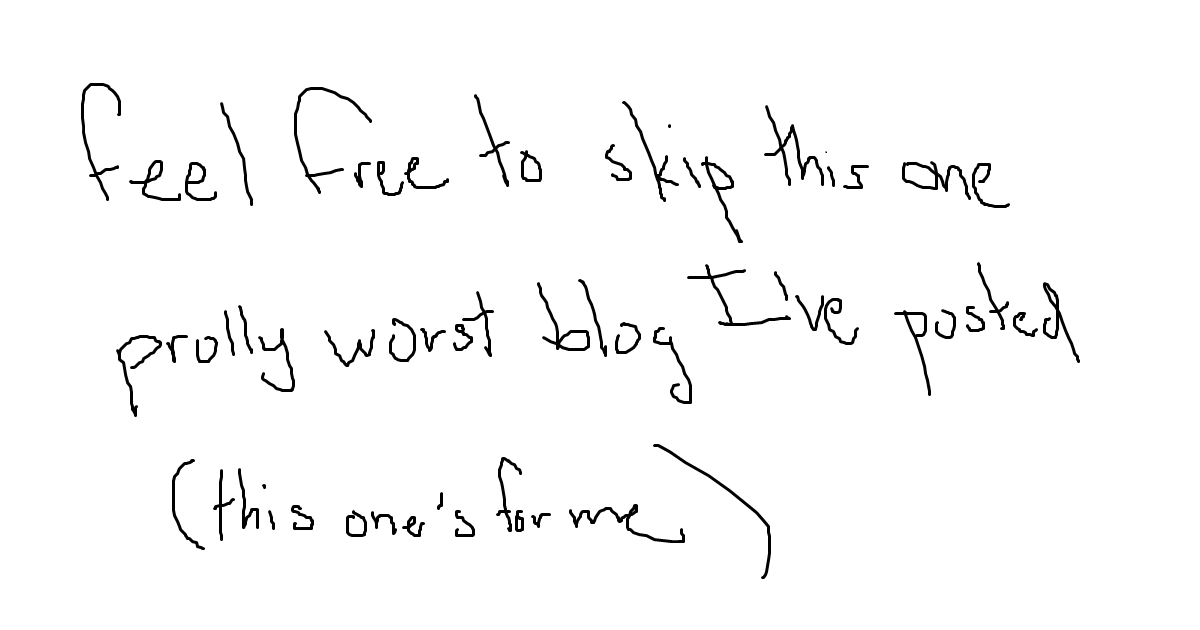 feel free to skip this one
prolly worst blog I've posted
(this one's for me)